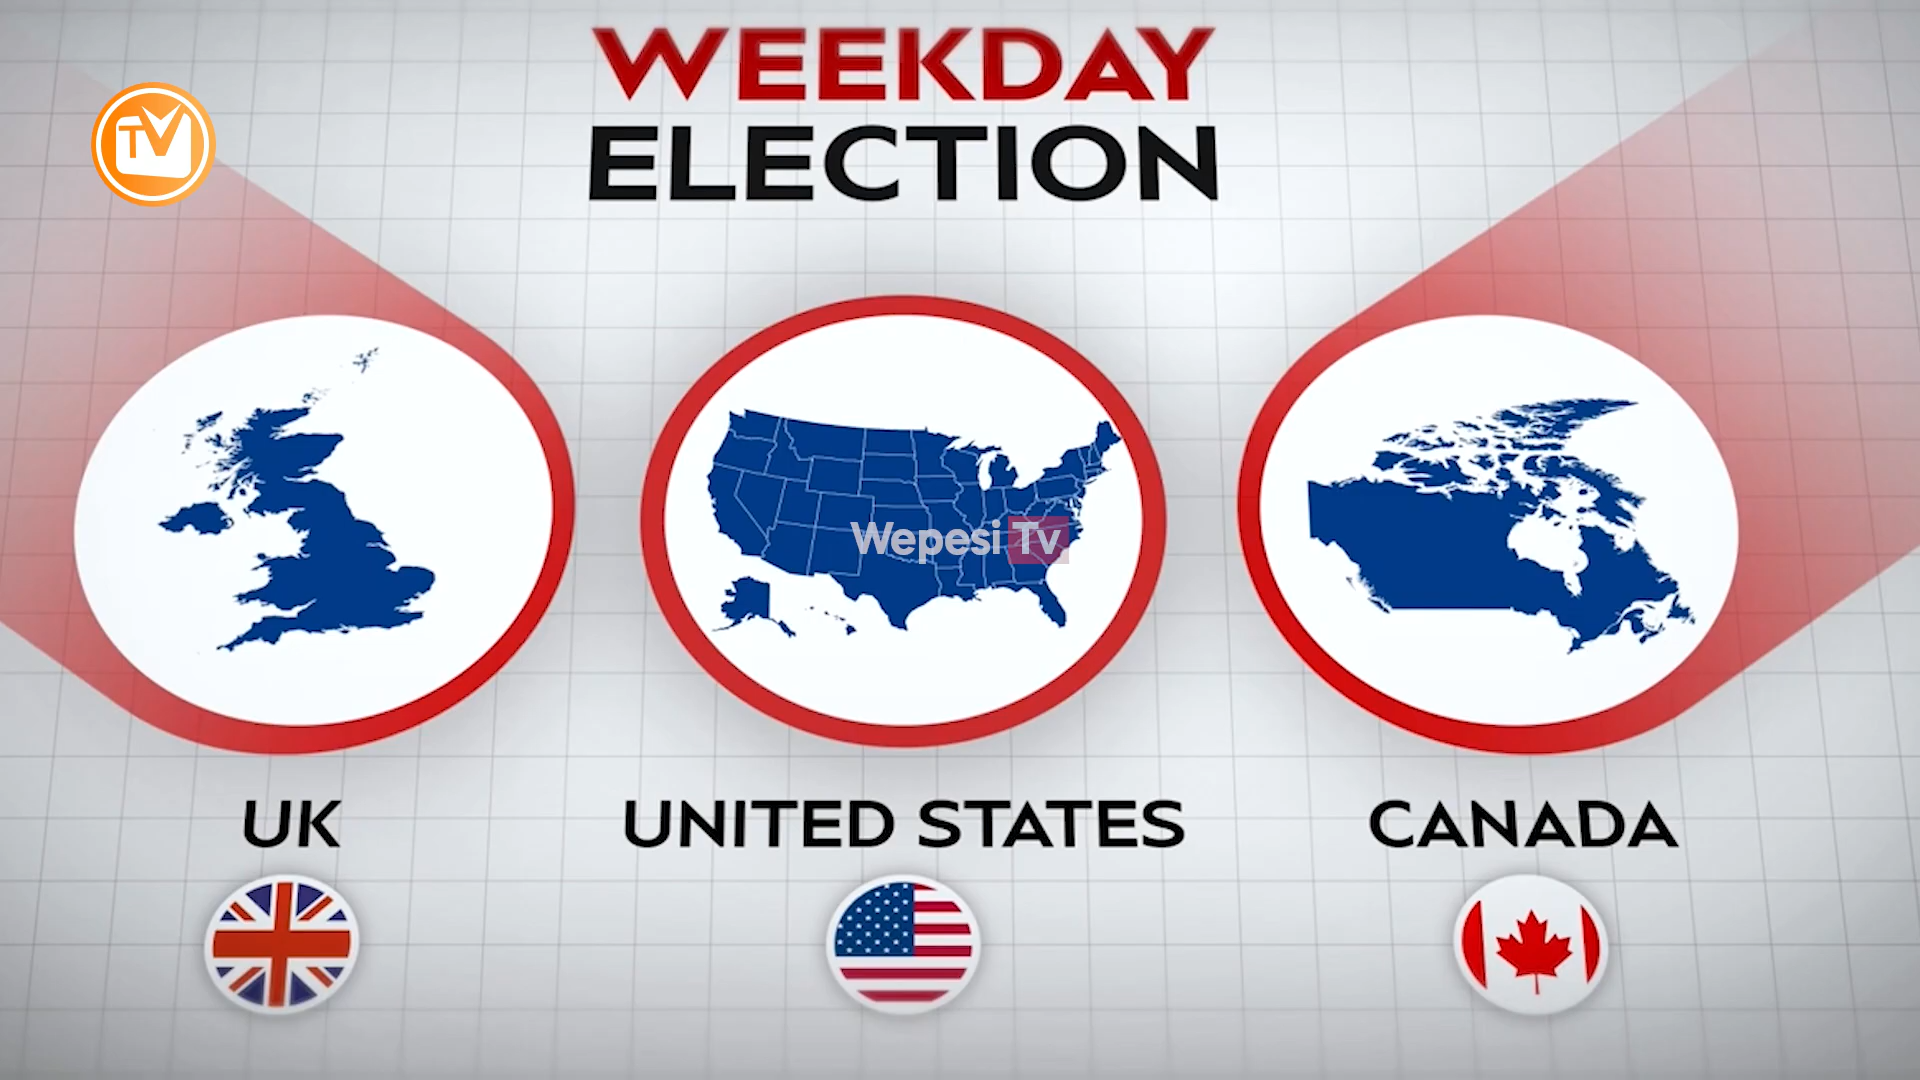 WEEKDAY
ELECTION
TV
Wepesi Tv
UK
UNITED STATES
CANADA